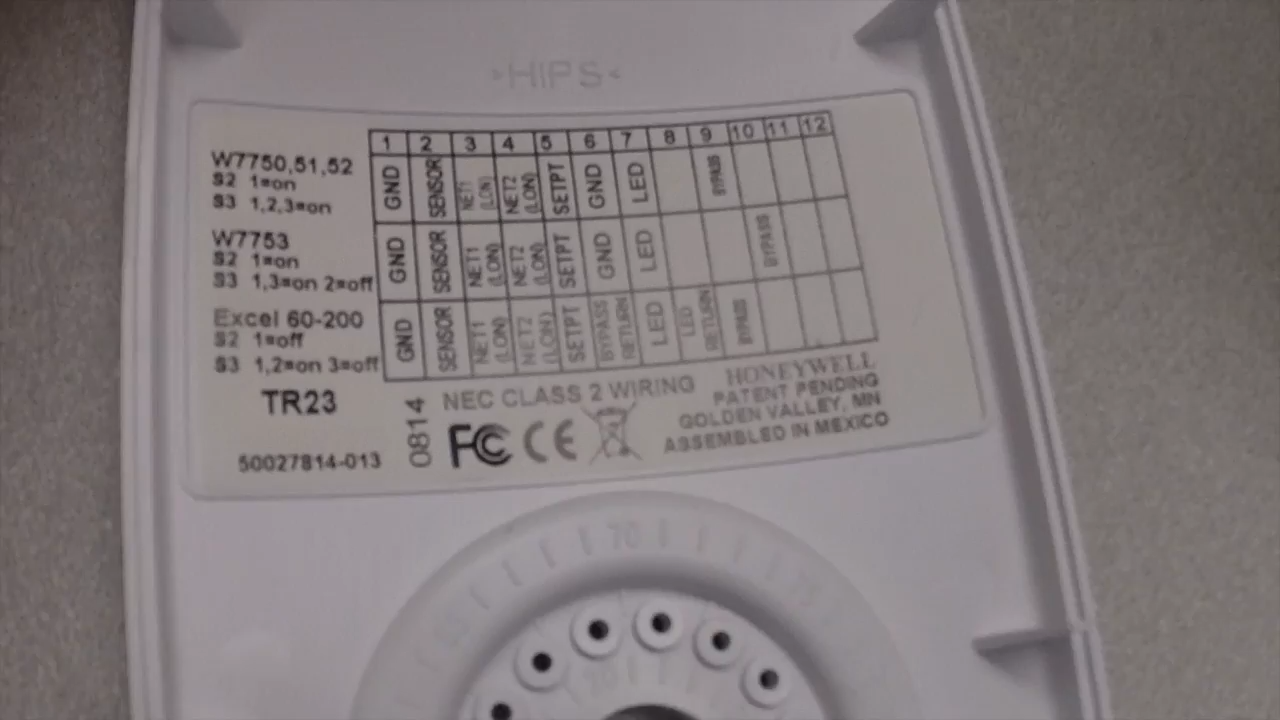 >HIPS<
1 2 3 4 5 6 7 8 9 10 11 12
W7750,51,52
S2 1=on
S3 1,2,3=on
GND SENSOR NET1 (LON) NET2 (LON) SETPT GND LED BYPASS
W7753
S2 1=on
S3 1,3=on 2=off
GND SENSOR NET1 (LON) NET2 (LON) SETPT GND LED BYPASS
Excel 60-200
S2 1=off
S3 1,2=on 3=off
GND SENSOR NET1 (LON) NET2 (LON) SETPT BYPASS RETURN LED LED RETURN BYPASS
TR23
50027814-013
0814
NEC CLASS 2 WIRING
FC CE
HONEYWELL
PATENT PENDING
GOLDEN VALLEY, MN
ASSEMBLED IN MEXICO
70